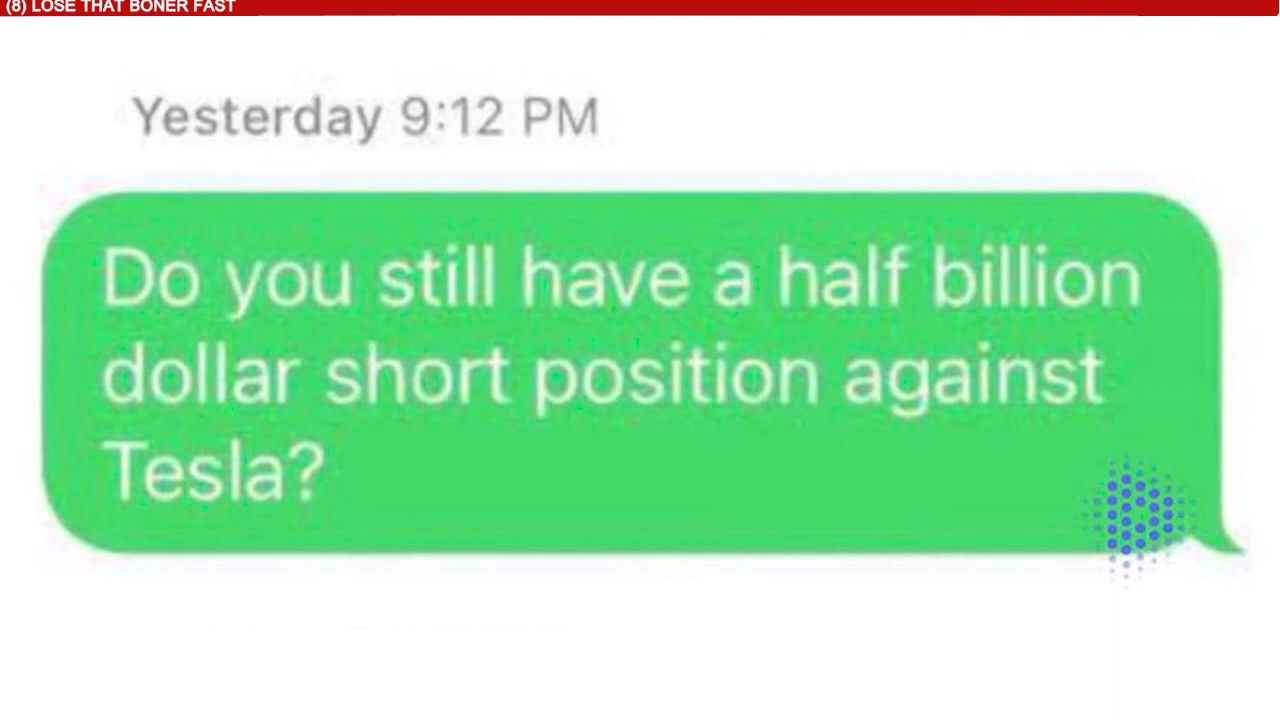 (8) LOSE THAT BONER FAST
Yesterday 9:12 PM
Do you still have a half billion
dollar short position against
Tesla?